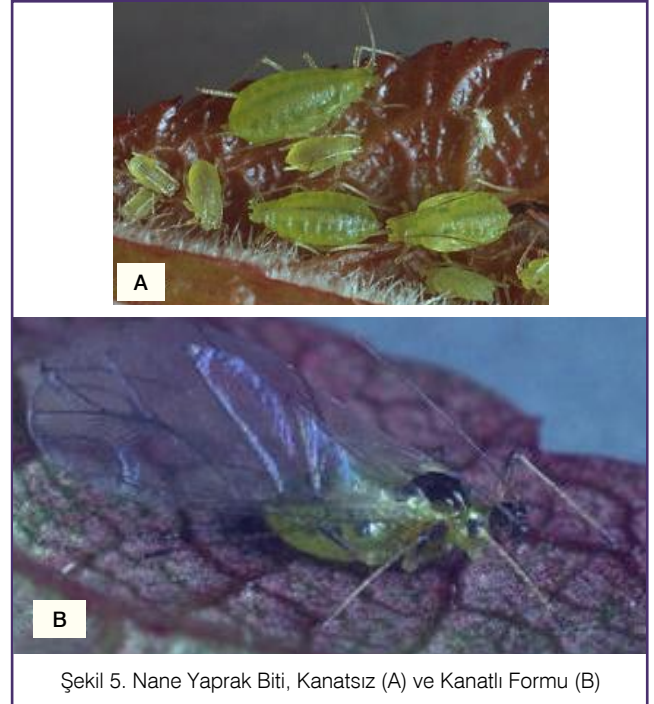 A
B
Şekil 5. Nane Yaprak Biti, Kanatsız (A) ve Kanatlı Formu (B)